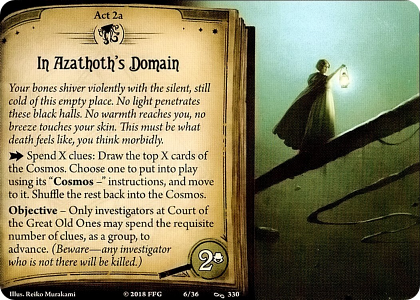 Act 2a
In Azathoth's Domain
Your bones shiver violently with the silent, still
cold of this empty place. No light penetrates
these black halls. No warmth reaches you, no
breeze touches your skin. This must be what
death feels like, you think morbidly.
Spend X clues: Draw the top X cards of
the Cosmos. Choose one to put into play
using its "Cosmos –" instructions, and move
to it. Shuffle the rest back into the Cosmos.
Objective – Only investigators at Court of
the Great Old Ones may spend the requisite
number of clues, as a group, to
advance. (Beware—any investigator
who is not there will be killed.)
2
Illus. Reiko Murakami
© 2018 FFG
6/36
330